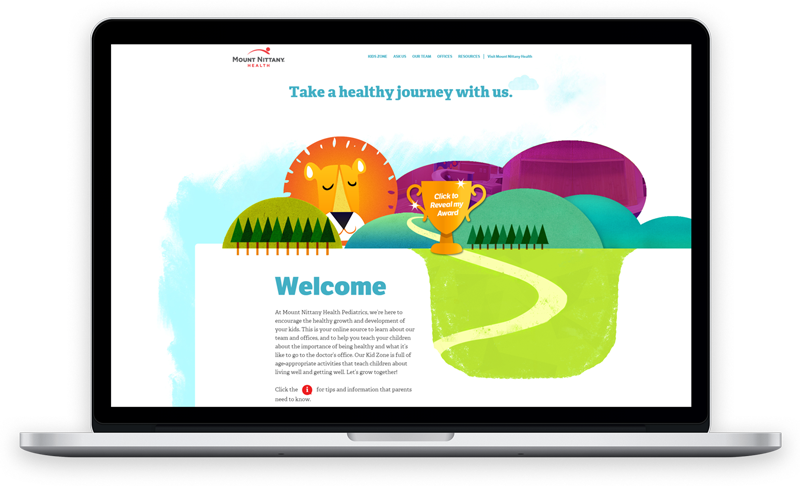 Mount Nittany
HEALTH
KIDS ZONE ASK US OUR TEAM OFFICES RESOURCES | Visit Mount Nittany Health
Take a healthy journey with us.
Click to
Reveal my
Award
Welcome
At Mount Nittany Health Pediatrics, we're here to
encourage the healthy growth and development of
your kids. This is your online source to learn about our
team and offices, and to help you teach your children
about the importance of being healthy and what it's
like to go to the doctor's office. Our Kid Zone is full of
age-appropriate activities that teach children about
living well and getting well. Let's grow together!
Click the i for tips and information that parents
need to know.